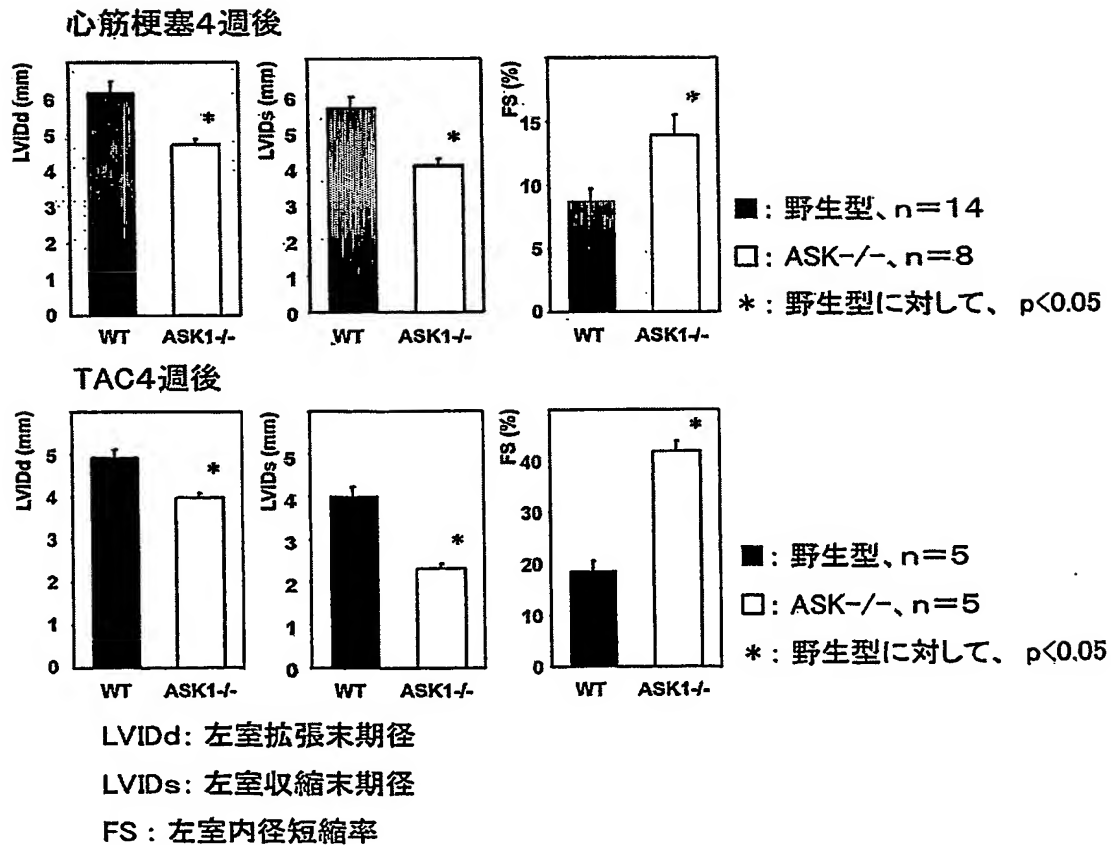 心筋梗塞4週後
LVIDd (mm)
6
5
4
3
2
1
0
WT ASK1-/-
*
LVIDs (mm)
6
5
4
3
2
1
0
WT ASK1-/-
*
FS (%)
15
10
5
0
WT ASK1-/-
*
■: 野生型、n=14
□: ASK-/-、n=8
*: 野生型に対して、 p<0.05
TAC4週後
LVIDd (mm)
5
4
3
2
1
0
WT ASK1-/-
*
LVIDs (mm)
5
4
3
2
1
0
WT ASK1-/-
*
FS (%)
40
30
20
10
0
WT ASK1-/-
*
■: 野生型、n=5
□: ASK-/-、n=5
*: 野生型に対して、 p<0.05
LVIDd: 左室拡張末期径
LVIDs: 左室収縮末期径
FS : 左室内径短縮率